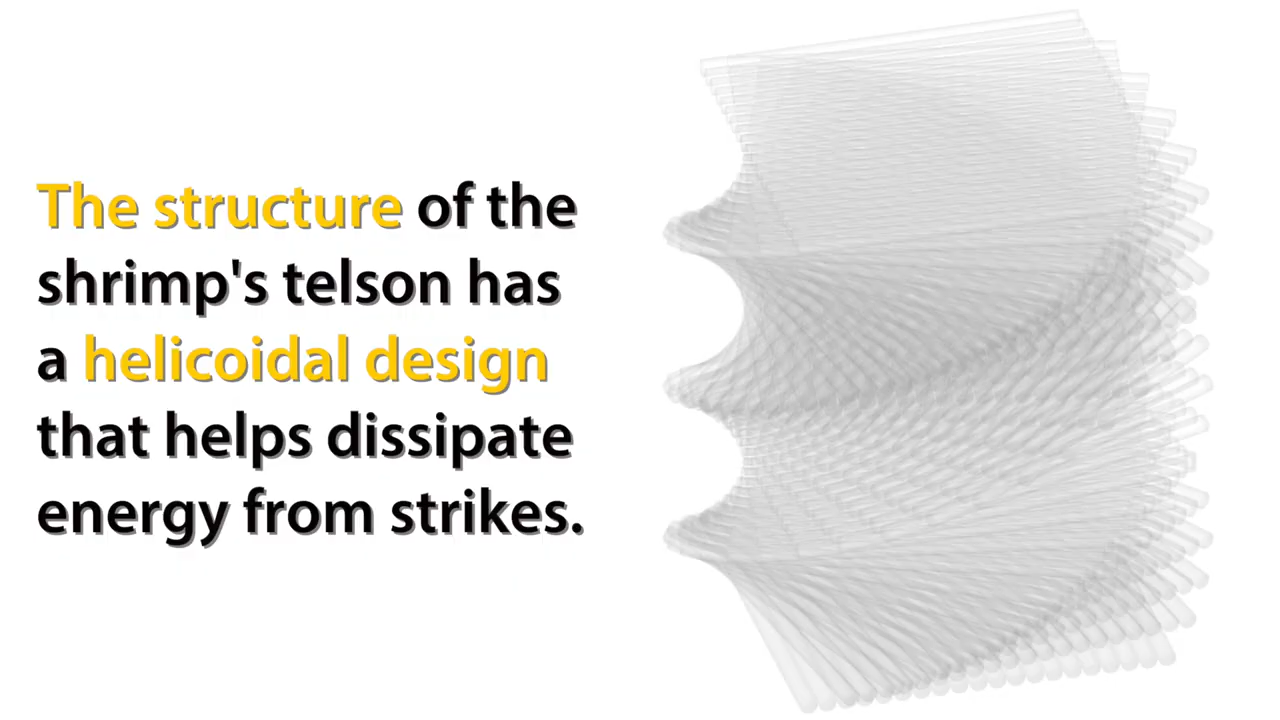 The structure of the
shrimp's telson has
a helicoidal design
that helps dissipate
energy from strikes.